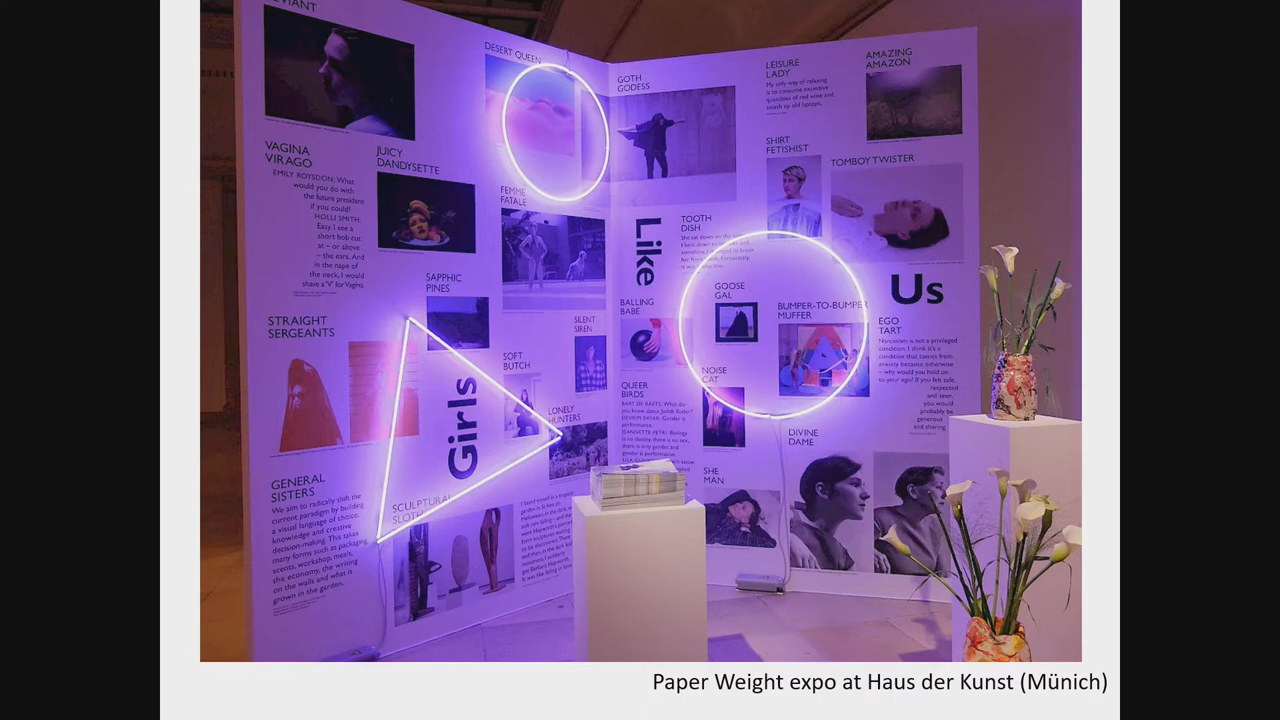 VIANT
VAGINA
VIRAGO
EMILY ROYSDON: What
would you do with
the future president
if you could?
HOLLI SMITH:
Easy. I see a
short bob cut
at – or above
– the ears. And
in the nape of
the neck, I would
shave a 'V' for Vagina.
JUICY
DANDYSETTE
STRAIGHT
SERGEANTS
GENERAL
SISTERS
We aim to radically shift the
current paradigm by building
a visual language of choice,
knowledge and creative
decision-making. This takes
many forms such as packaging,
scents, workshop, meals,
the economy, the writing
on the walls and what is
grown in the garden.
SAPPHIC
PINES
Girls
SCULPTURAL
SLOTH
DESERT QUEEN
FEMME
FATALE
SILENT
SIREN
SOFT
BUTCH
LONELY
HUNTERS
GOTH
GODESS
Like
TOOTH
DISH
BALLING
BABE
QUEER
BIRDS
GOOSE
GAL
BUMPER-TO-BUMPER
MUFFER
NOISE
CAT
SHE
MAN
DIVINE
DAME
LEISURE
LADY
My only way of relaxing
is to consume excessive
quantities of red wine and
smash up old laptops.
AMAZING
AMAZON
SHIRT
FETISHIST
TOMBOY TWISTER
Us
EGO
TART
Narcissism is not a privileged
condition. I think it's a
condition that comes from
anxiety because otherwise
– why would you hold on
to your ego? If you felt safe,
respected
and seen,
you would
probably be
generous
and sharing.
Paper Weight expo at Haus der Kunst (Münich)